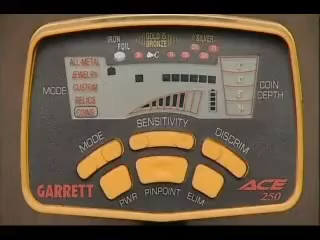 IRON
FOIL
GOLD &
BRONZE
SILVER
ALL-METAL
JEWELRY
CUSTOM
RELICS
COINS
MODE
COIN
DEPTH
SENSITIVITY
MODE
DISCRIM
GARRETT
PWR
PINPOINT
ELIM
ACE
250